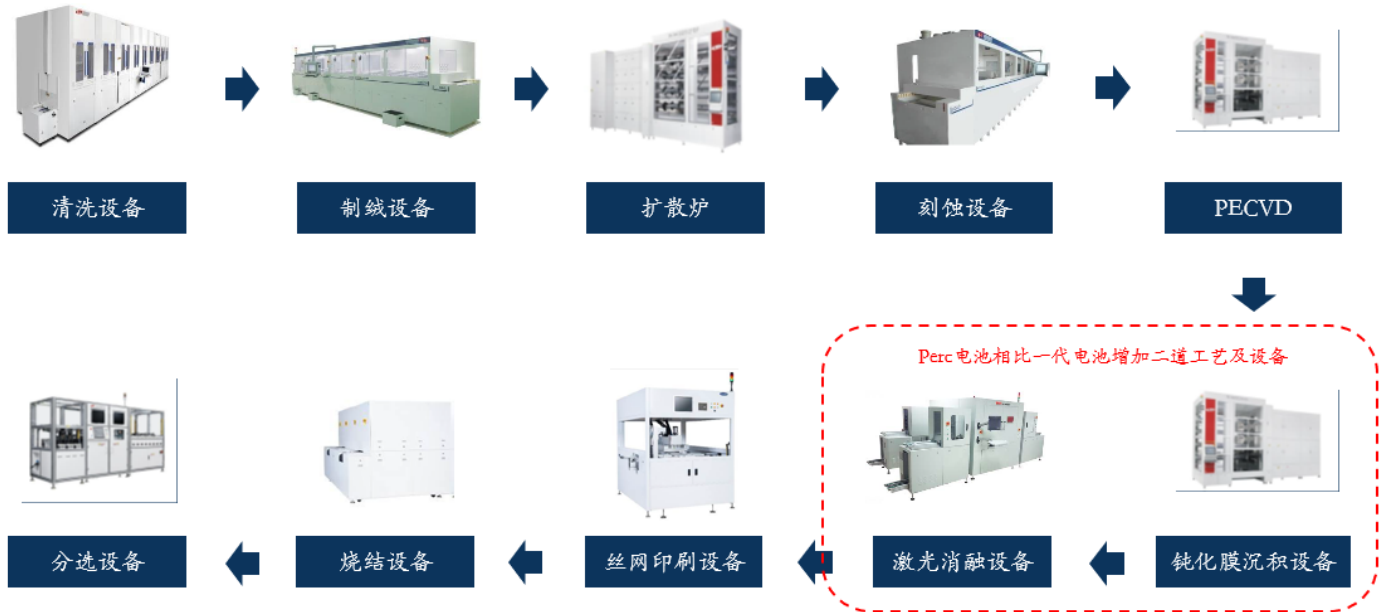 清洗设备
制绒设备
扩散炉
刻蚀设备
PECVD
Perc电池相比一代电池增加二道工艺及设备
分选设备
烧结设备
丝网印刷设备
激光消融设备
钝化膜沉积设备